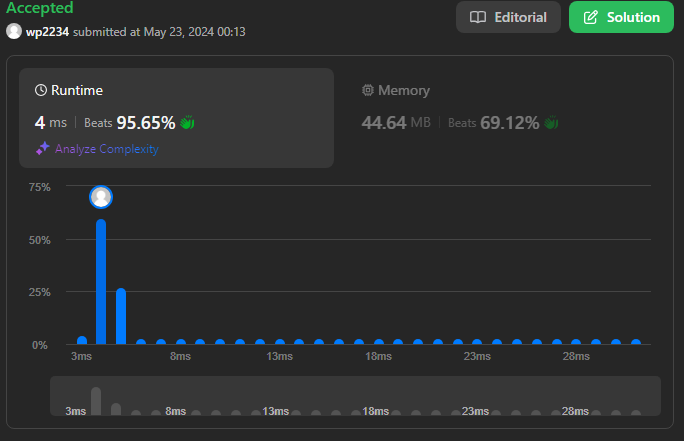 Accepted
Editorial
Solution
wp2234 submitted at May 23, 2024 00:13
Runtime
Memory
4 ms | Beats 95.65%
44.64 MB | Beats 69.12%
Analyze Complexity
75%
50%
25%
0%
3ms 8ms 13ms 18ms 23ms 28ms
3ms 8ms 13ms 18ms 23ms 28ms